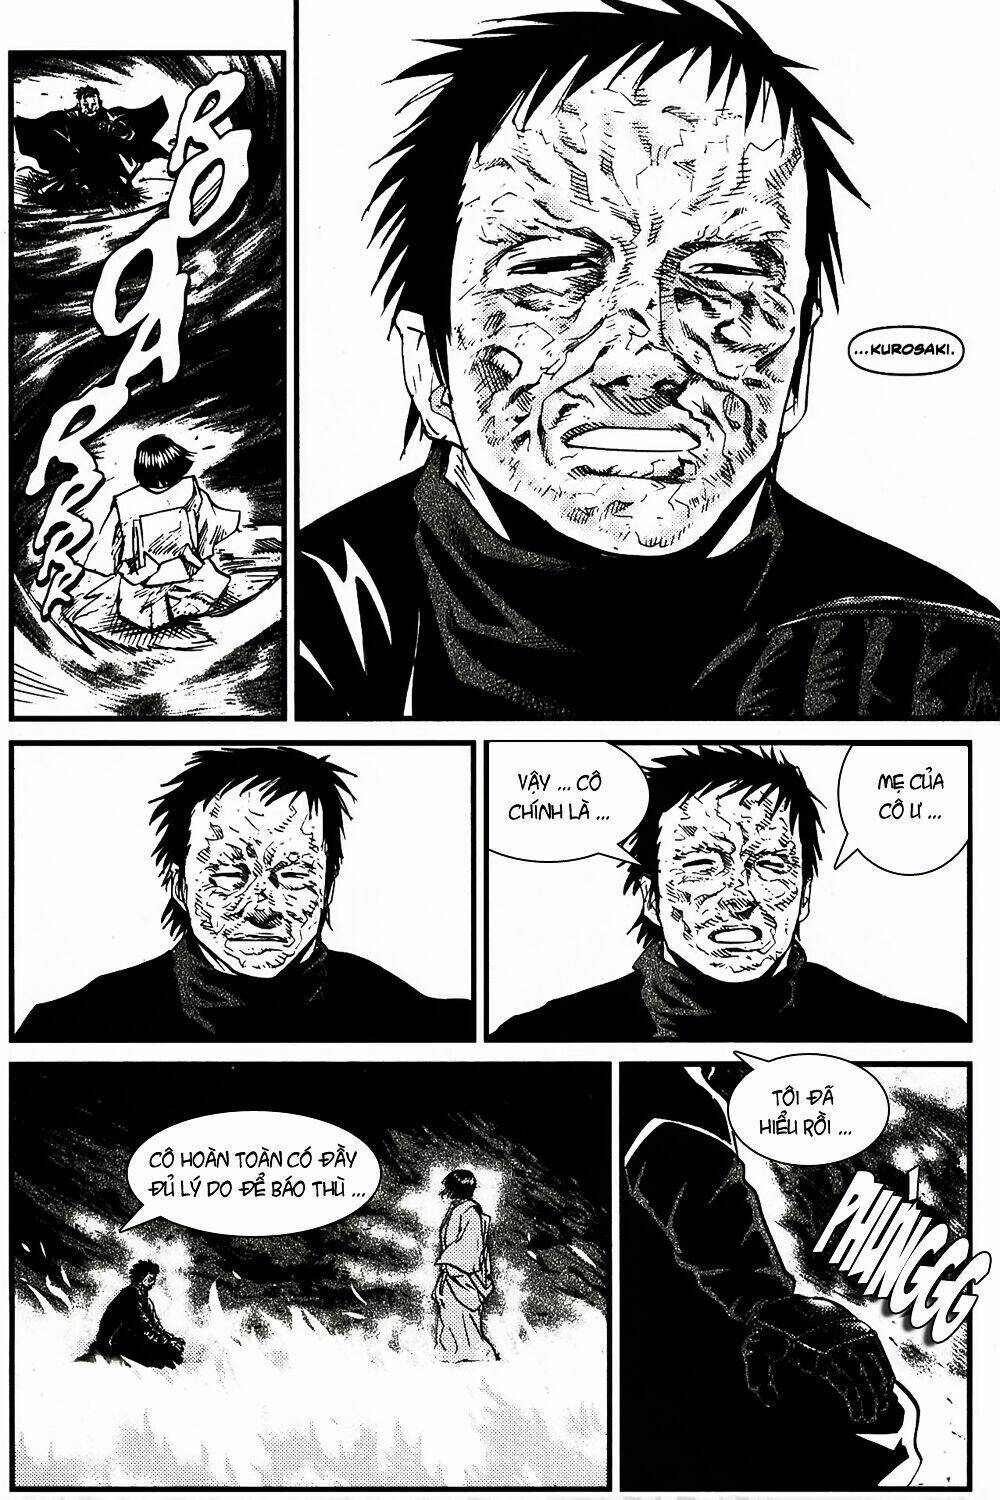 ROOARRRR
...KUROSAKI.
VẬY ... CÔ
CHÍNH LÀ ...
MẸ CỦA
CÔ Ư ...
CÔ HOÀN TOÀN CÓ ĐẦY
ĐỦ LÝ DO ĐỂ BÁO THÙ ...
TÔI ĐÃ
HIỂU RỒI ...
PHỪNGGG